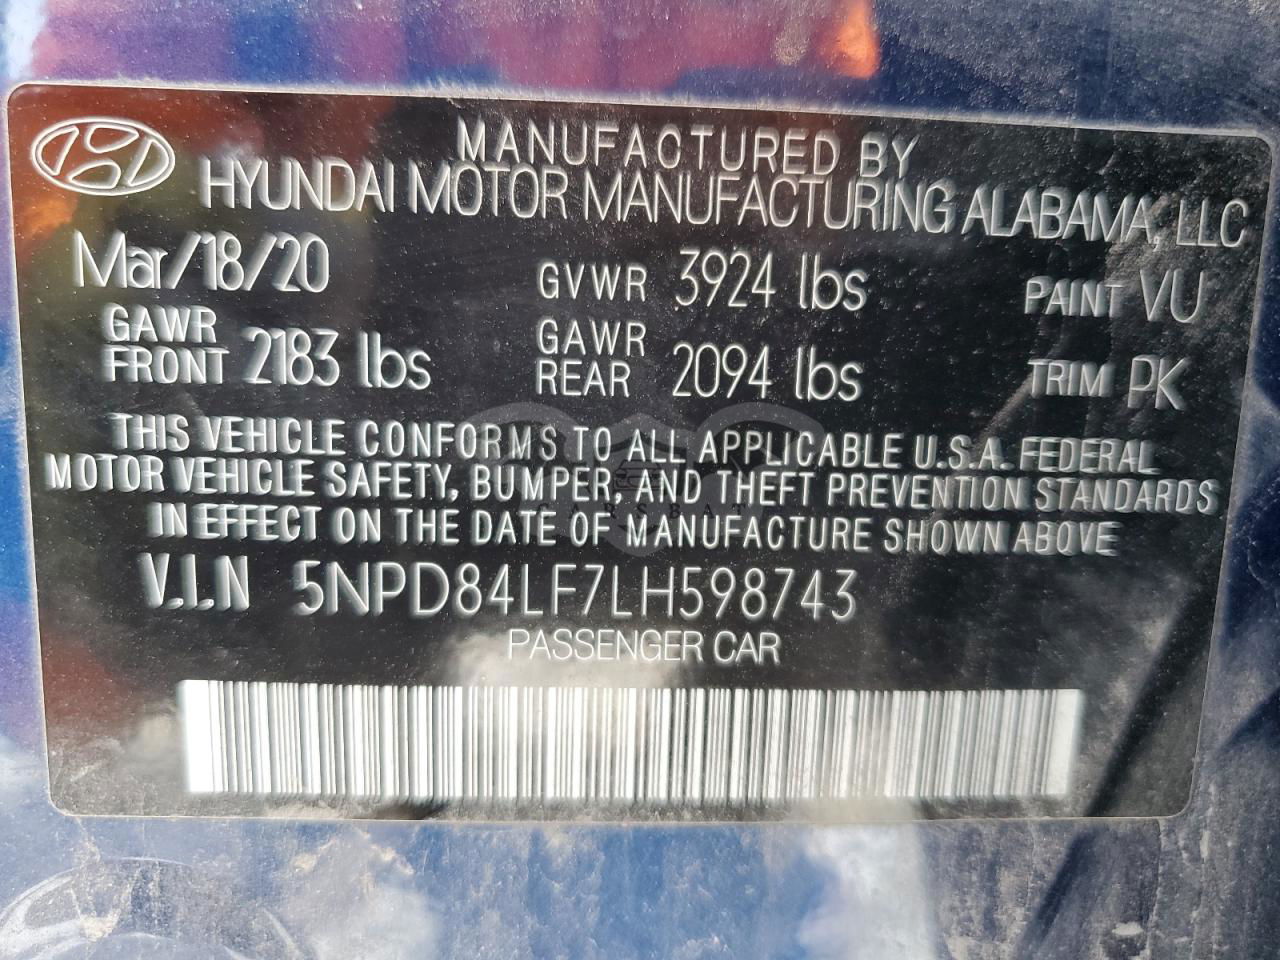 MANUFACTURED BY
HYUNDAI MOTOR MANUFACTURING ALABAMA, LLC
Mar/18/20 GVWR 3924 lbs PAINT VU
GAWR FRONT 2183 lbs GAWR REAR 2094 lbs TRIM PK
THIS VEHICLE CONFORMS TO ALL APPLICABLE U.S.A. FEDERAL
MOTOR VEHICLE SAFETY, BUMPER, AND THEFT PREVENTION STANDARDS
IN EFFECT ON THE DATE OF MANUFACTURE SHOWN ABOVE
V.I.N 5NPD84LF7LH598743
PASSENGER CAR